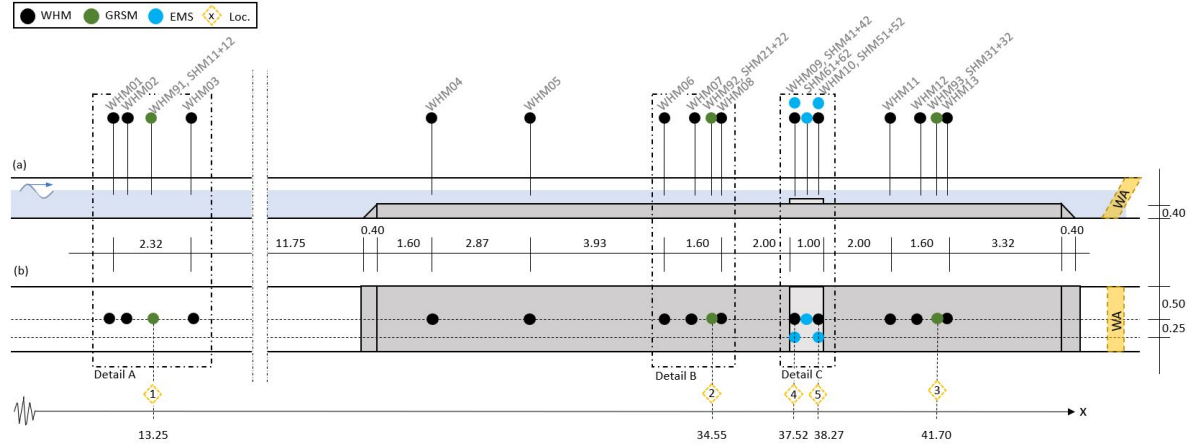 WHM GRSM EMS x Loc.
WHM01
WHM02
WHM91, SHM11+12
WHM03
WHM04
WHM05
WHM06
WHM07
WHM92, SHM21+22
WHM08
WHM09, SHM41+42
SHM61+62
WHM10, SHM51+52
WHM11
WHM12
WHM93, SHM31+32
WHM13
(a)
WA
0.40
2.32 11.75 0.40 1.60 2.87 3.93 1.60 2.00 1.00 2.00 1.60 3.32 0.40
(b)
WA
0.50
0.25
Detail A Detail B Detail C
1 2 4 5 3
x
13.25 34.55 37.52 38.27 41.70